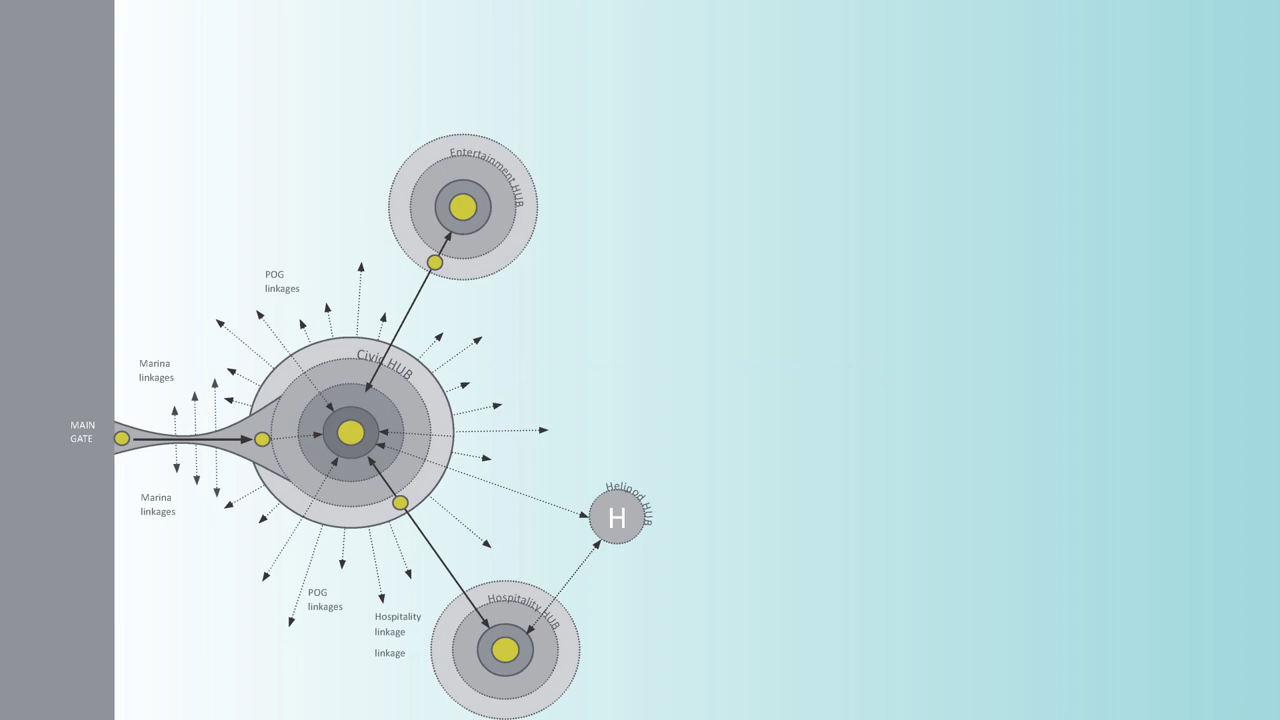 Entertainment HUB
POG
linkages
Civic HUB
Marina
linkages
MAIN
GATE
Marina
linkages
Helipod HUB
H
POG
linkages
Hospitality HUB
Hospitality
linkage
linkage